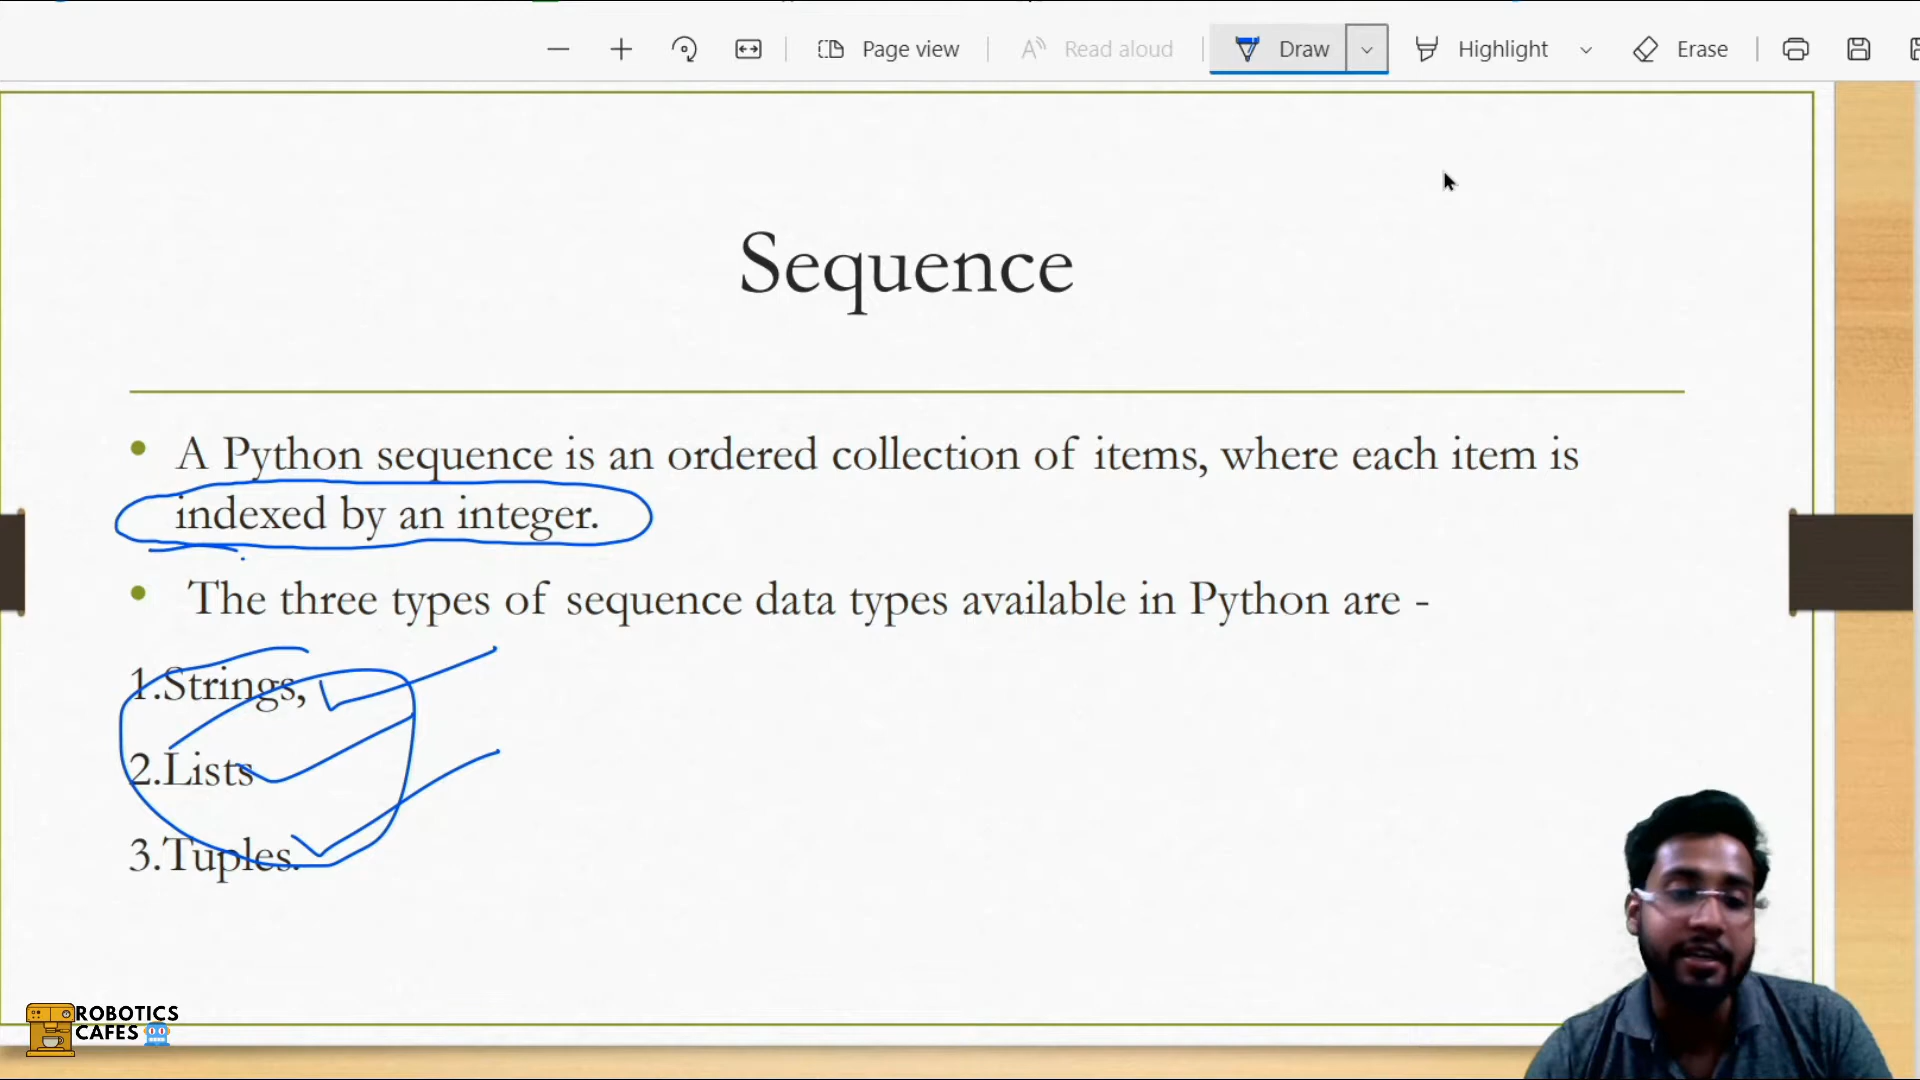 Page view
Read aloud
Draw
Highlight
Erase
Sequence
• A Python sequence is an ordered collection of items, where each item is
indexed by an integer.
• The three types of sequence data types available in Python are -
1.Strings,
2.Lists
3.Tuples.
ROBOTICS
CAFES